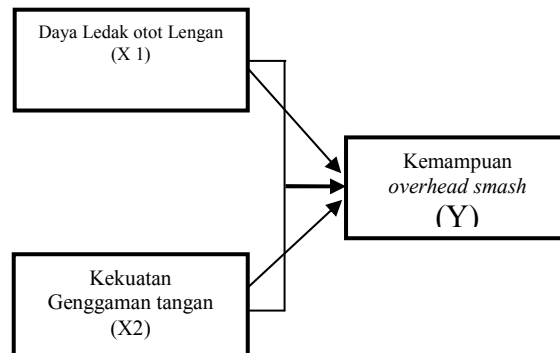 Daya Ledak otot Lengan
(X 1)
Kemampuan
overhead smash
(Y)
Kekuatan
Genggaman tangan
(X2)